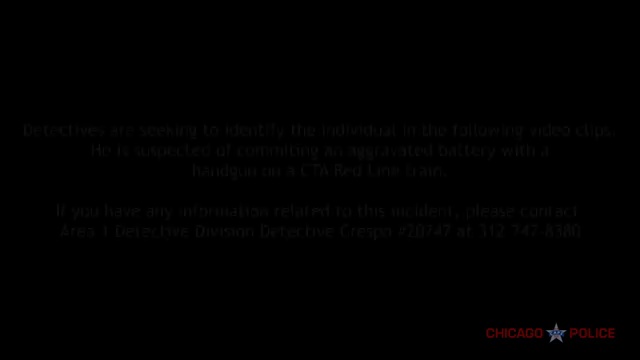 Detectives are seeking to identify the individual in the following video clips.
He is suspected of commiting an aggravated battery with a
handgun on a CTA Red Line train.
If you have any information related to this incident, please contact
Area 1 Detective Division Detective Crespo #20747 at 312-747-8380
CHICAGO POLICE